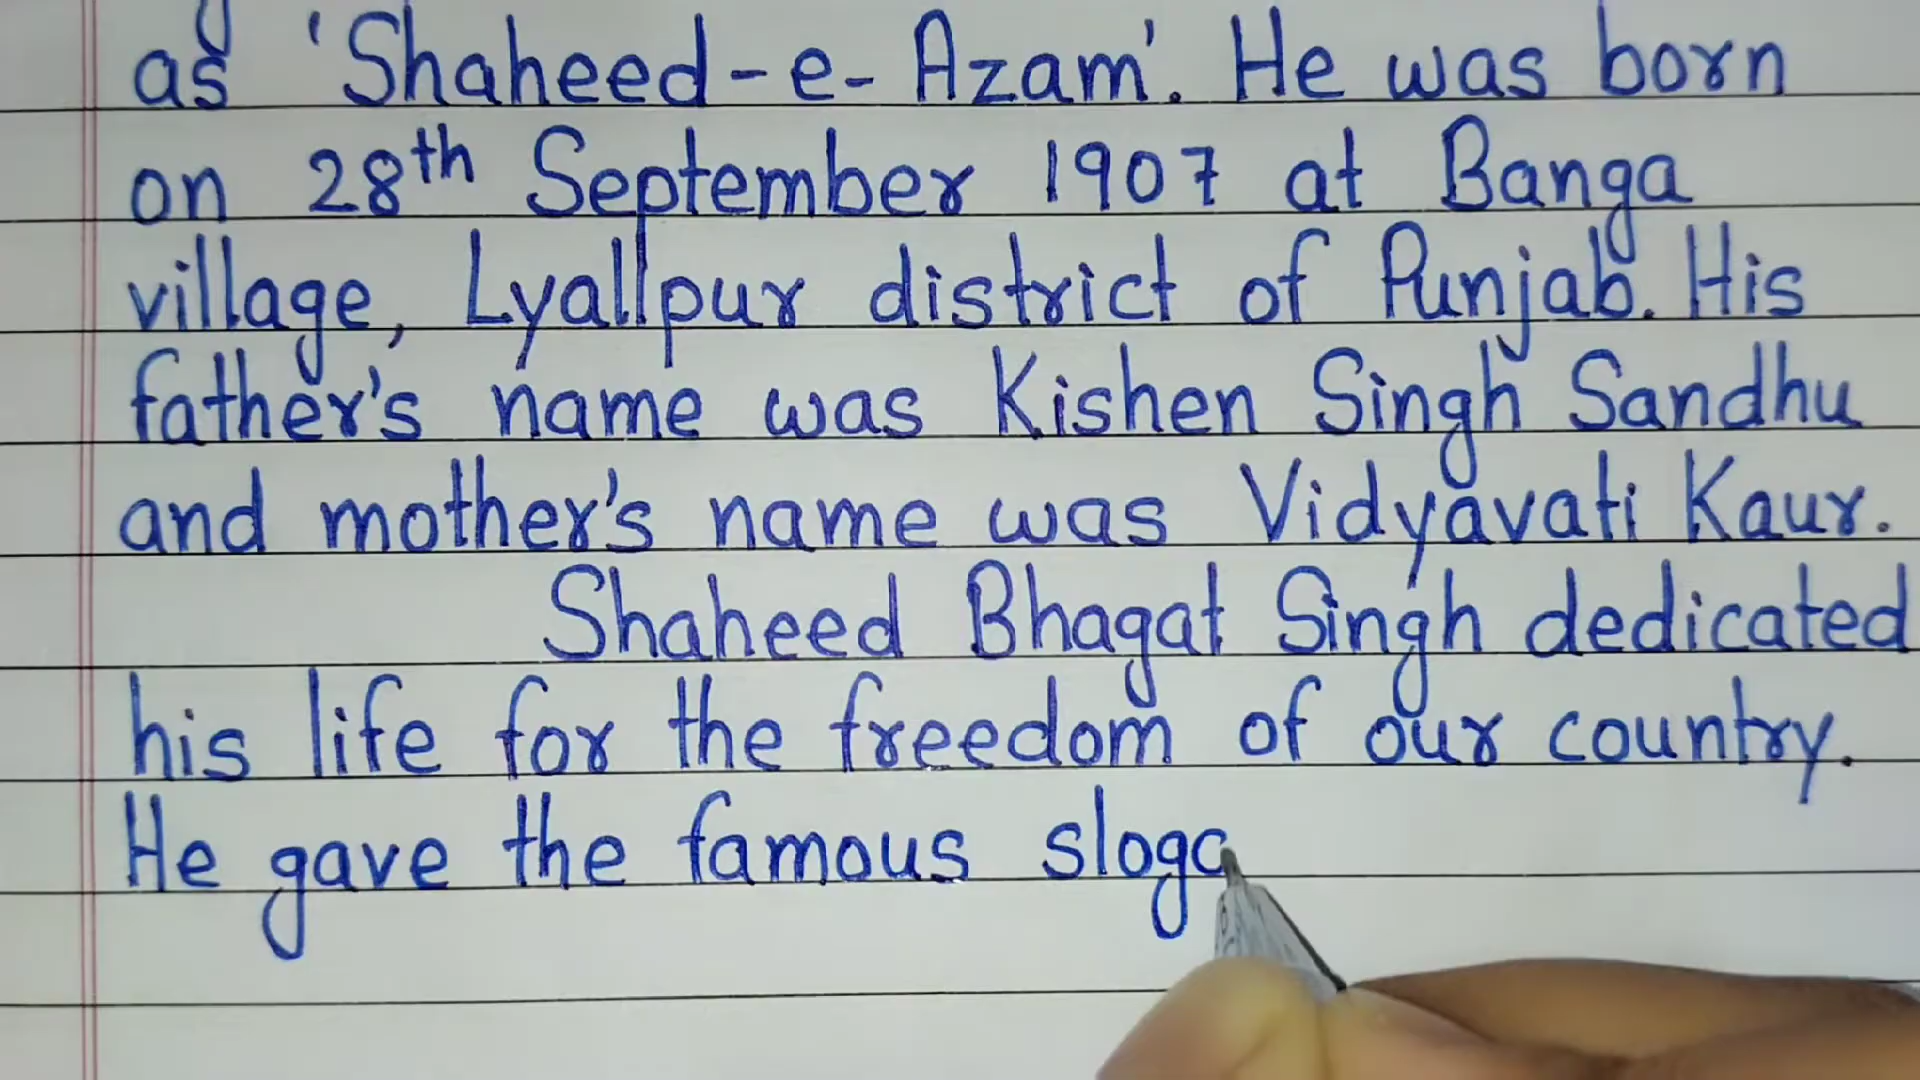 as 'Shaheed-e-Azam'. He was born
on 28th September 1907 at Banga
village, Lyallpur district of Punjab. His
father's name was Kishen Singh Sandhu
and mother's name was Vidyavati Kaur.
Shaheed Bhagat Singh dedicated
his life for the freedom of our country.
He gave the famous sloga